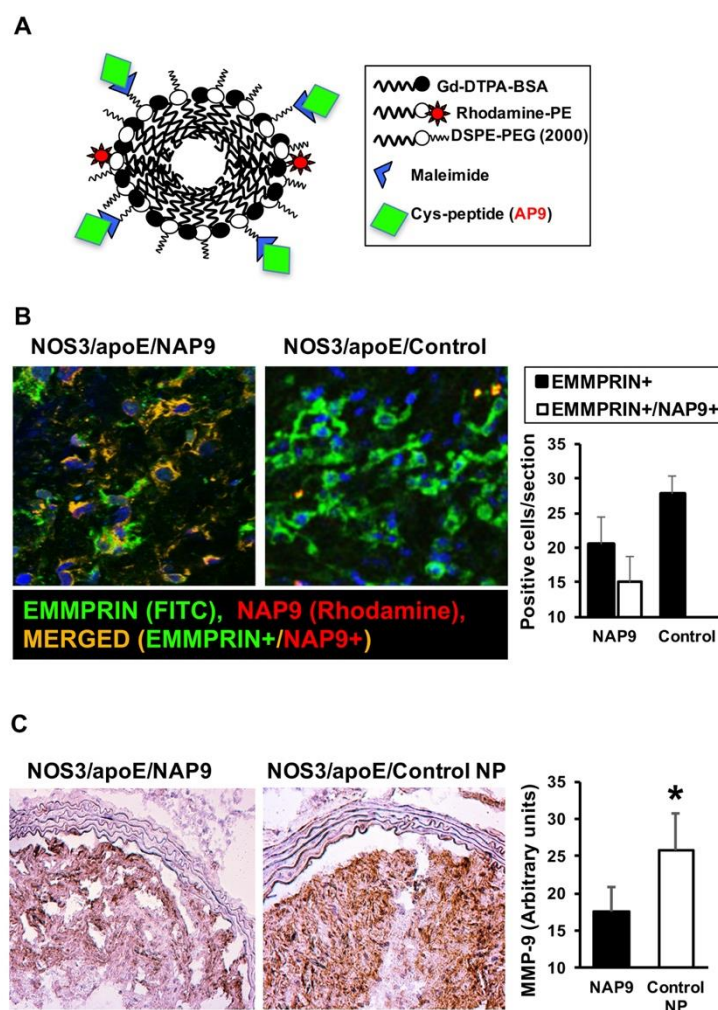 A
Gd-DTPA-BSA
Rhodamine-PE
DSPE-PEG (2000)
Maleimide
Cys-peptide (AP9)
B
NOS3/apoE/NAP9
NOS3/apoE/Control
EMMPRIN (FITC), NAP9 (Rhodamine),
MERGED (EMMPRIN+/NAP9+)
EMMPRIN+
EMMPRIN+/NAP9+
Positive cells/section
35
30
25
20
15
10
NAP9
Control
C
NOS3/apoE/NAP9
NOS3/apoE/Control NP
MMP-9 (Arbitrary units)
35
30
25
20
15
10
*
NAP9
Control
NP